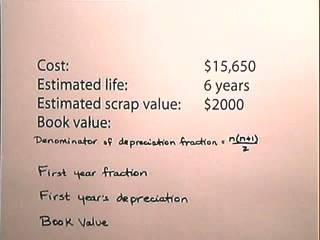 Cost: $15,650
Estimated life: 6 years
Estimated scrap value: $2000
Book value:
Denominator of depreciation fraction = n(n+1)/2
First year fraction
First year's depreciation
Book Value